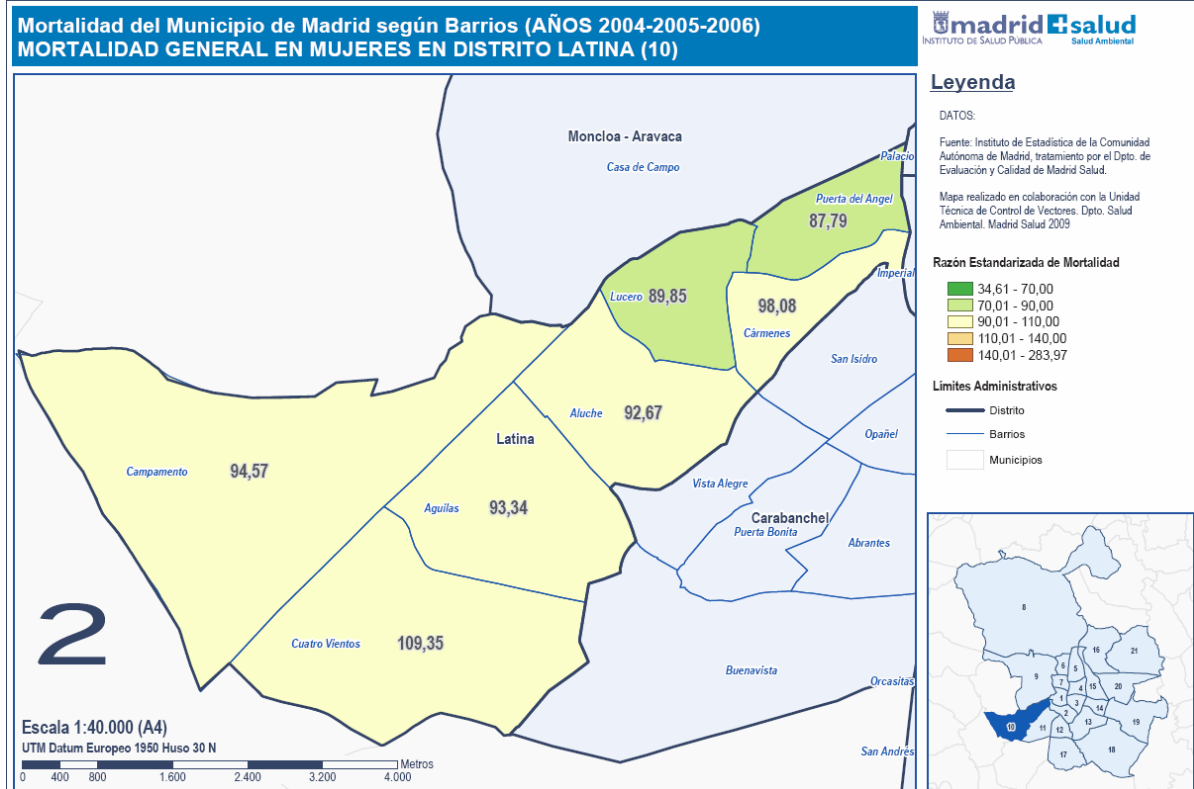 Mortalidad del Municipio de Madrid según Barrios (AÑOS 2004-2005-2006)
MORTALIDAD GENERAL EN MUJERES EN DISTRITO LATINA (10)
madrid salud
INSTITUTO DE SALUD PÚBLICA
Salud Ambiental
Leyenda
DATOS:
Fuente: Instituto de Estadística de la Comunidad
Autónoma de Madrid, tratamiento por el Dpto. de
Evaluación y Calidad de Madrid Salud.
Mapa realizado en colaboración con la Unidad
Técnica de Control de Vectores. Dpto. Salud
Ambiental. Madrid Salud 2009
Razón Estandarizada de Mortalidad
34,61 - 70,00
70,01 - 90,00
90,01 - 110,00
110,01 - 140,00
140,01 - 283,97
Limites Administrativos
Distrito
Barrios
Municipios
Moncloa - Aravaca
Casa de Campo
Palacio
Puerta del Angel
87,79
Imperial
Lucero
89,85
98,08
Cármenes
San Isidro
Aluche
92,67
Opañel
Latina
Campamento
94,57
Aguilas
93,34
Vista Alegre
Carabanchel
Puerta Bonita
Abrantes
Cuatro Vientos
109,35
Buenavista
Orcasitas
San Andrés
2
Escala 1:40.000 (A4)
UTM Datum Europeo 1950 Huso 30 N
Metros
0 400 800 1.600 2.400 3.200 4.000
8
16
21
6
5
9
7
4
15
20
1
3
2
14
10
11
12
13
19
17
18